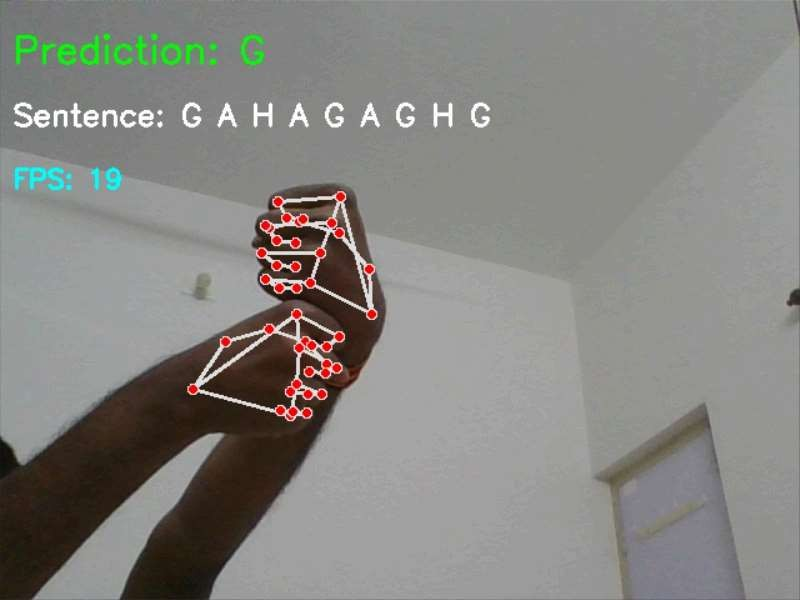 Prediction: G
Sentence: G A H A G A G H G
FPS: 19